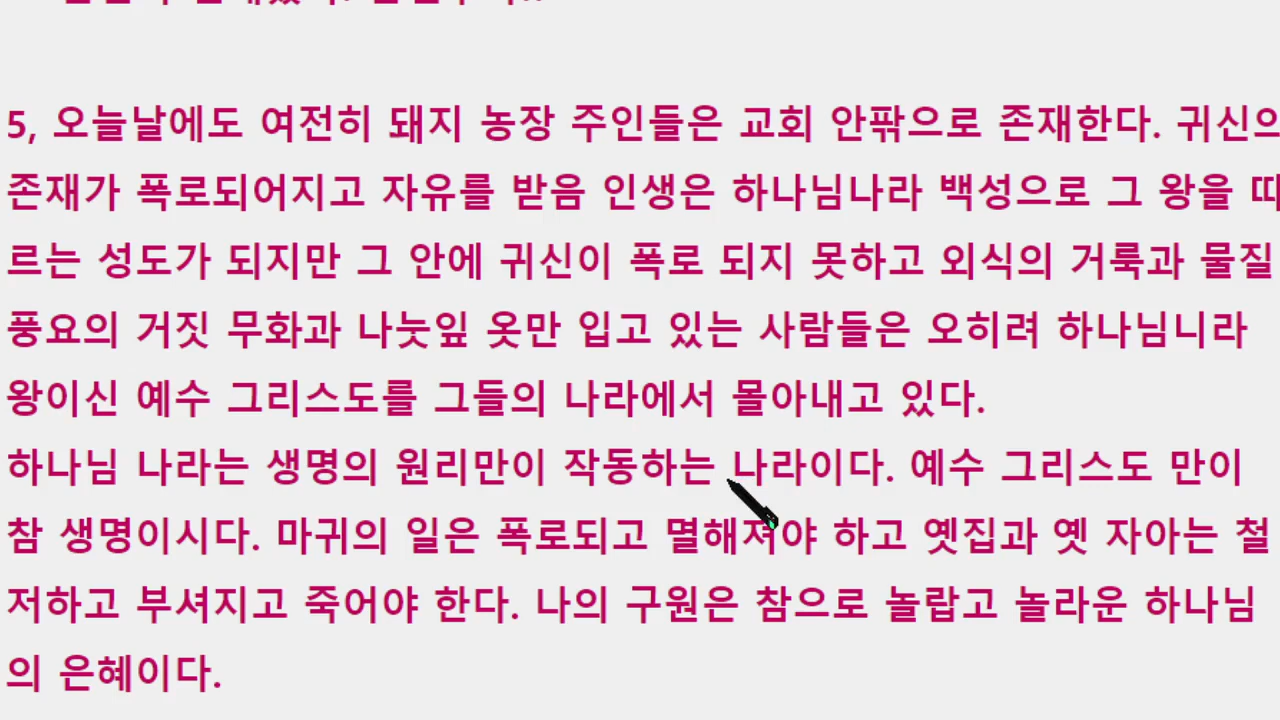 5, 오늘날에도 여전히 돼지 농장 주인들은 교회 안팎으로 존재한다. 귀신의
존재가 폭로되어지고 자유를 받음 인생은 하나님나라 백성으로 그 왕을 따
르는 성도가 되지만 그 안에 귀신이 폭로 되지 못하고 외식의 거룩과 물질
풍요의 거짓 무화과 나뭇잎 옷만 입고 있는 사람들은 오히려 하나님니라
왕이신 예수 그리스도를 그들의 나라에서 몰아내고 있다.
하나님 나라는 생명의 원리만이 작동하는 나라이다. 예수 그리스도 만이
참 생명이시다. 마귀의 일은 폭로되고 멸해져야 하고 옛집과 옛 자아는 철
저하고 부셔지고 죽어야 한다. 나의 구원은 참으로 놀랍고 놀라운 하나님
의 은혜이다.